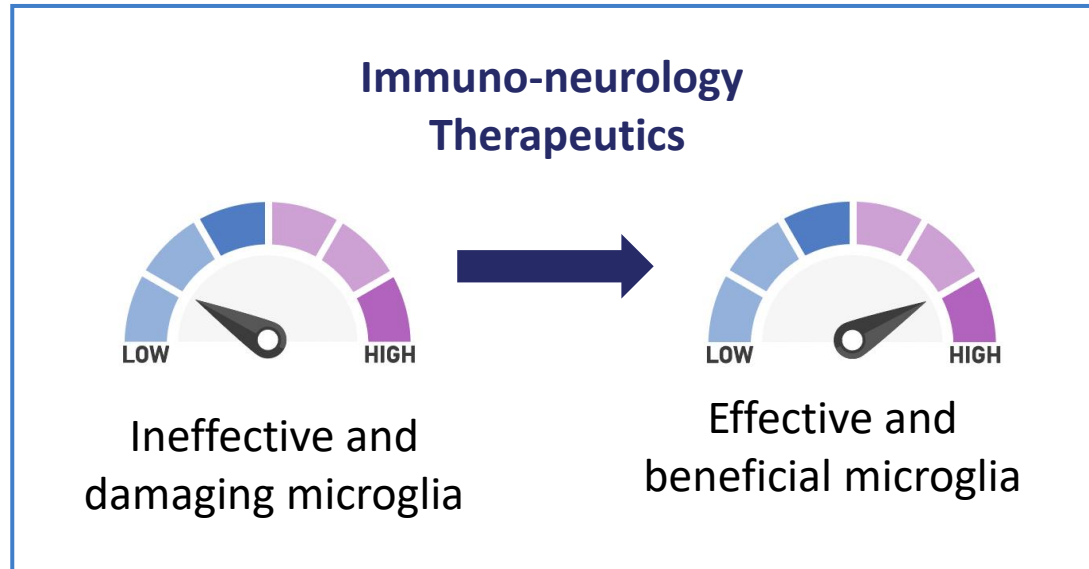 Immuno-neurology
Therapeutics
LOW
HIGH
LOW
HIGH
Ineffective and
damaging microglia
Effective and
beneficial microglia